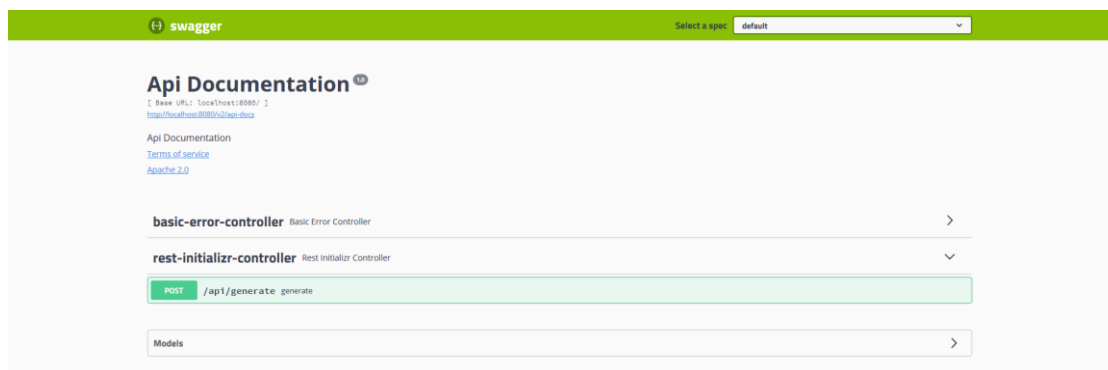 swagger
Select a spec default
Api Documentation 1.0
[ Base URL: localhost:8080/ ]
http://localhost:8080/v2/api-docs
Api Documentation
Terms of service
Apache 2.0
basic-error-controller Basic Error Controller
rest-initializr-controller Rest Initializr Controller
POST /api/generate generate
Models